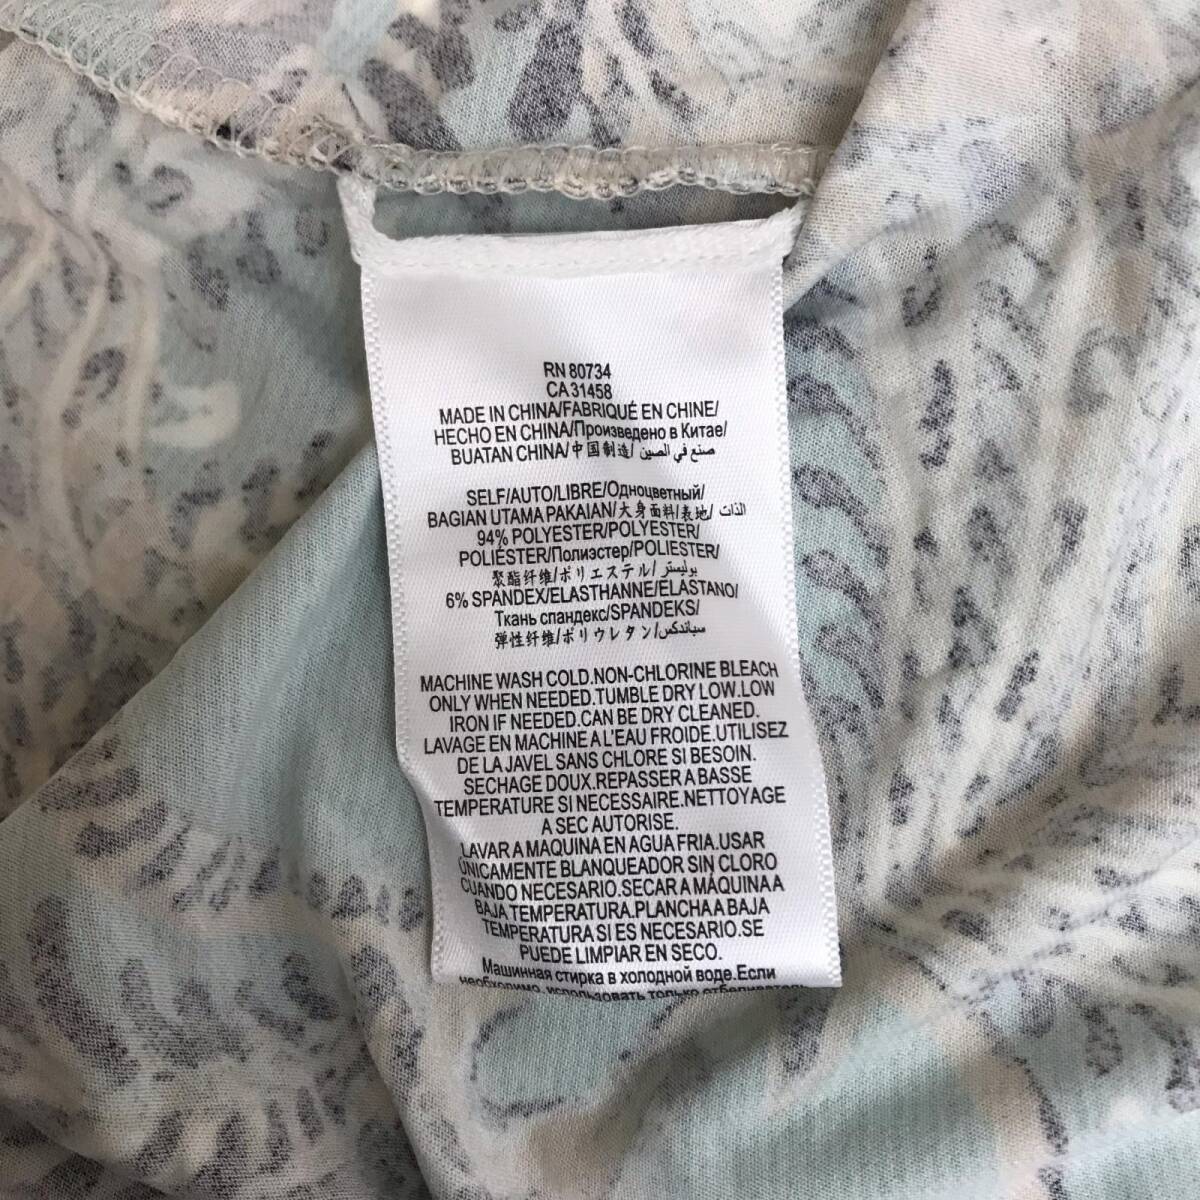 RN 80734
CA 31458
MADE IN CHINA/FABRIQUÉ EN CHINE/
HECHO EN CHINA/Произведено в Китае/
BUATAN CHINA/中国制造/ صنع في الصين
SELF/AUTO/LIBRE/Одноцветный/
BAGIAN UTAMA PAKAIAN/大身面料/表地/ الذات
94% POLYESTER/POLYESTER/
POLIÉSTER/Полиэстер/POLIESTER/
聚酯纤维/ポリエステル/ بوليستر
6% SPANDEX/ELASTHANNE/ELASTANO/
Ткань спандекс/SPANDEKS/
弹性纤维/ポリウレタン/سباندكس
MACHINE WASH COLD.NON-CHLORINE BLEACH
ONLY WHEN NEEDED.TUMBLE DRY LOW.LOW
IRON IF NEEDED.CAN BE DRY CLEANED.
LAVAGE EN MACHINE A L'EAU FROIDE.UTILISEZ
DE LA JAVEL SANS CHLORE SI BESOIN.
SECHAGE DOUX.REPASSER A BASSE
TEMPERATURE SI NECESSAIRE.NETTOYAGE
A SEC AUTORISE.
LAVAR A MAQUINA EN AGUA FRIA.USAR
ÚNICAMENTE BLANQUEADOR SIN CLORO
CUANDO NECESARIO.SECAR A MÁQUINA A
BAJA TEMPERATURA.PLANCHA A BAJA
TEMPERATURA SI ES NECESARIO.SE
PUEDE LIMPIAR EN SECO.
Машинная стирка в холодной воде.Если
необходимо, использовать только